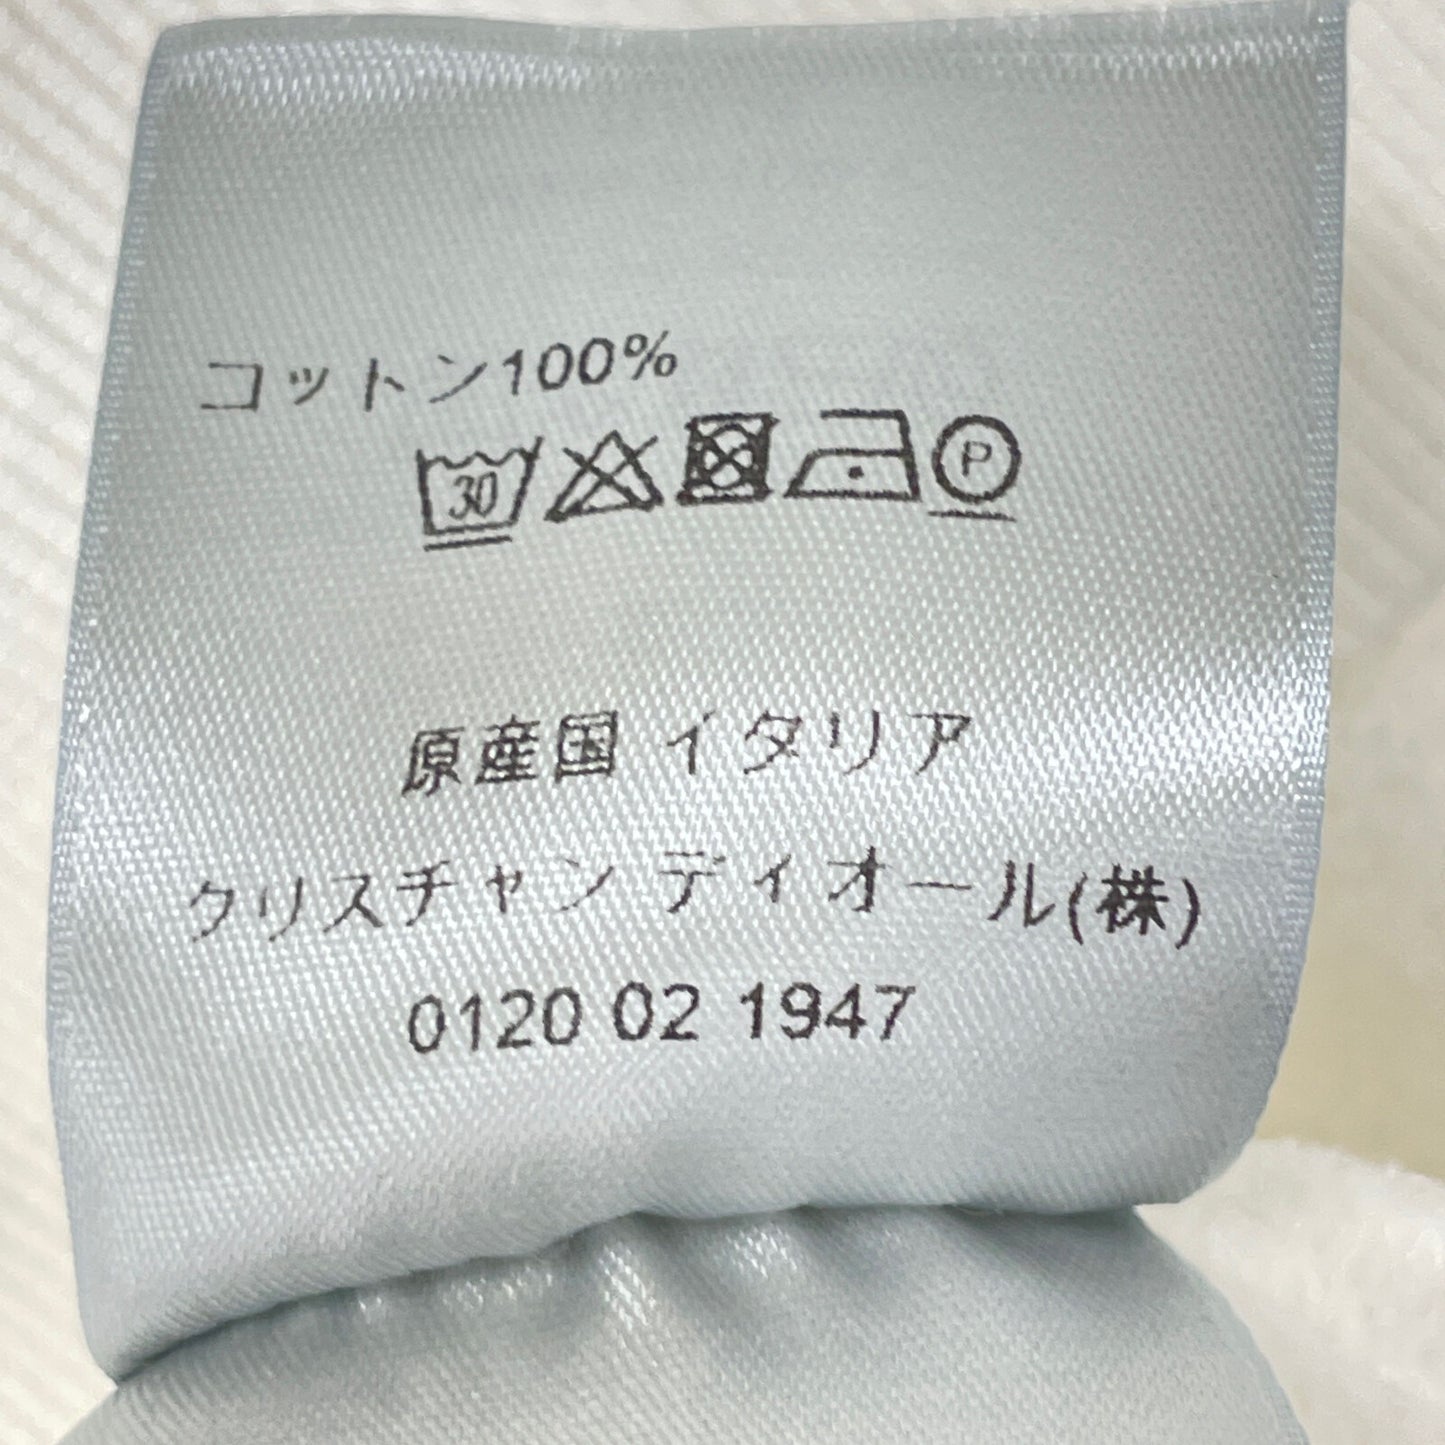 コットン100%
30 P
原産国 イタリア
クリスチャン ディオール(株)
0120 02 1947